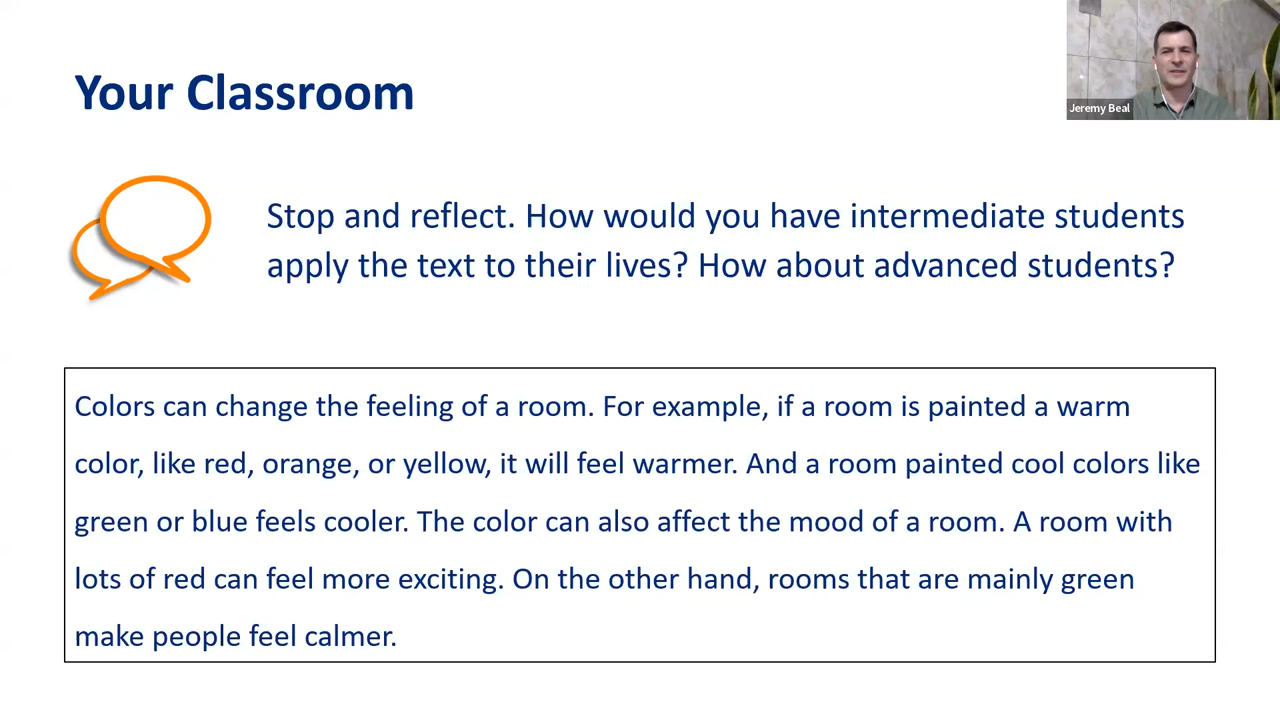 Your Classroom
Jeremy Beal
Stop and reflect. How would you have intermediate students
apply the text to their lives? How about advanced students?
Colors can change the feeling of a room. For example, if a room is painted a warm
color, like red, orange, or yellow, it will feel warmer. And a room painted cool colors like
green or blue feels cooler. The color can also affect the mood of a room. A room with
lots of red can feel more exciting. On the other hand, rooms that are mainly green
make people feel calmer.